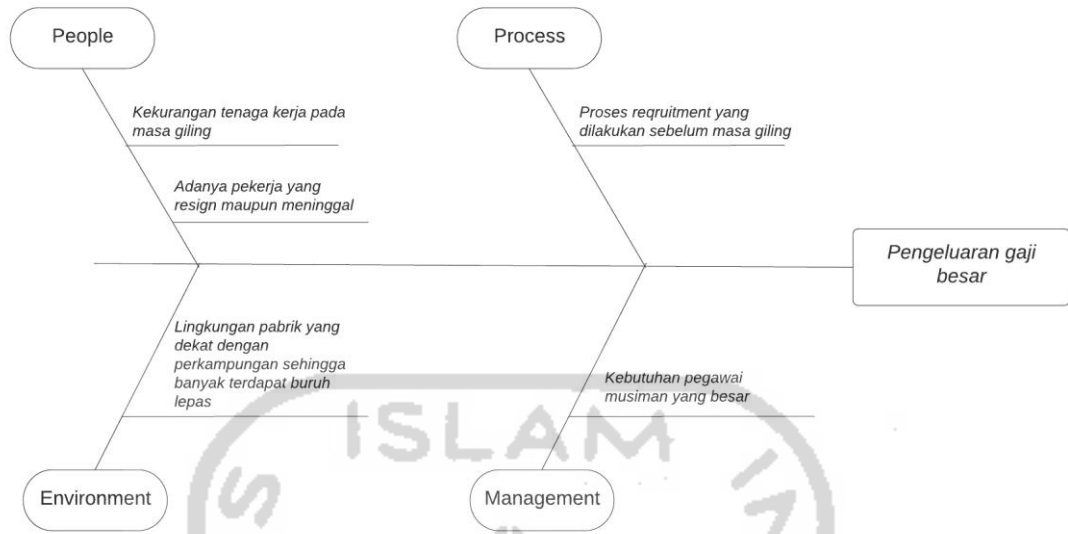 People
Process
Kekurangan tenaga kerja pada
masa giling
Proses reqruitment yang
dilakukan sebelum masa giling
Adanya pekerja yang
resign maupun meninggal
Pengeluaran gaji
besar
Lingkungan pabrik yang
dekat dengan
perkampungan sehingga
banyak terdapat buruh
lepas
Kebutuhan pegawai
musiman yang besar
ISLAM
Environment
Management